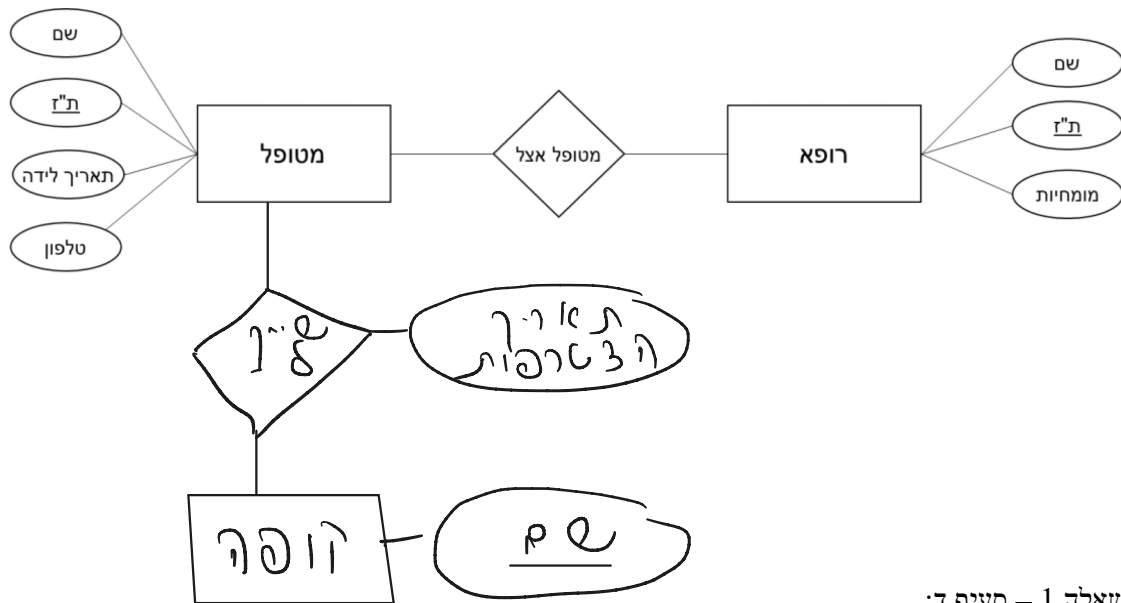 שם
ת"ז
תאריך לידה
טלפון
מטופל
מטופל אצל
רופא
שם
ת"ז
מומחיות
שייך
תאריך
הצטרפות
קופה
שם
שאלה 1 – סעיף ד: